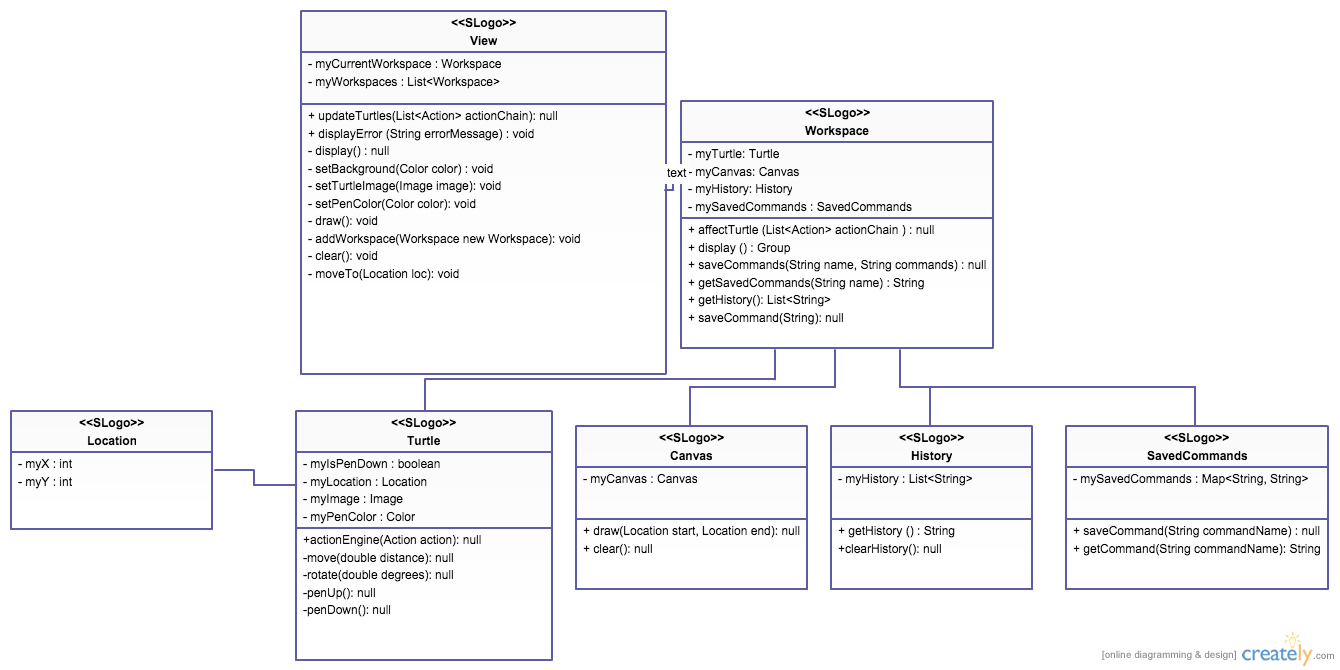 <<SLogo>>
View
- myCurrentWorkspace : Workspace
- myWorkspaces : List<Workspace>
+ updateTurtles(List<Action> actionChain): null
+ displayError (String errorMessage) : void
- display() : null
- setBackground(Color color) : void
- setTurtleImage(Image image): void
- setPenColor(Color color): void
- draw(): void
- addWorkspace(Workspace new Workspace): void
- clear(): void
- moveTo(Location loc): void
text
<<SLogo>>
Workspace
- myTurtle: Turtle
- myCanvas: Canvas
- myHistory: History
- mySavedCommands : SavedCommands
+ affectTurtle (List<Action> actionChain ) : null
+ display () : Group
+ saveCommands(String name, String commands) : null
+ getSavedCommands(String name) : String
+ getHistory(): List<String>
+ saveCommand(String): null
<<SLogo>>
Location
- myX : int
- myY : int
<<SLogo>>
Turtle
- myIsPenDown : boolean
- myLocation : Location
- myImage : Image
- myPenColor : Color
+actionEngine(Action action): null
-move(double distance): null
-rotate(double degrees): null
-penUp(): null
-penDown(): null
<<SLogo>>
Canvas
- myCanvas : Canvas
+ draw(Location start, Location end): null
+ clear(): null
<<SLogo>>
History
- myHistory : List<String>
+ getHistory () : String
+clearHistory(): null
<<SLogo>>
SavedCommands
- mySavedCommands : Map<String, String>
+ saveCommand(String commandName) : null
+ getCommand(String commandName): String
[online diagramming & design] creately.com